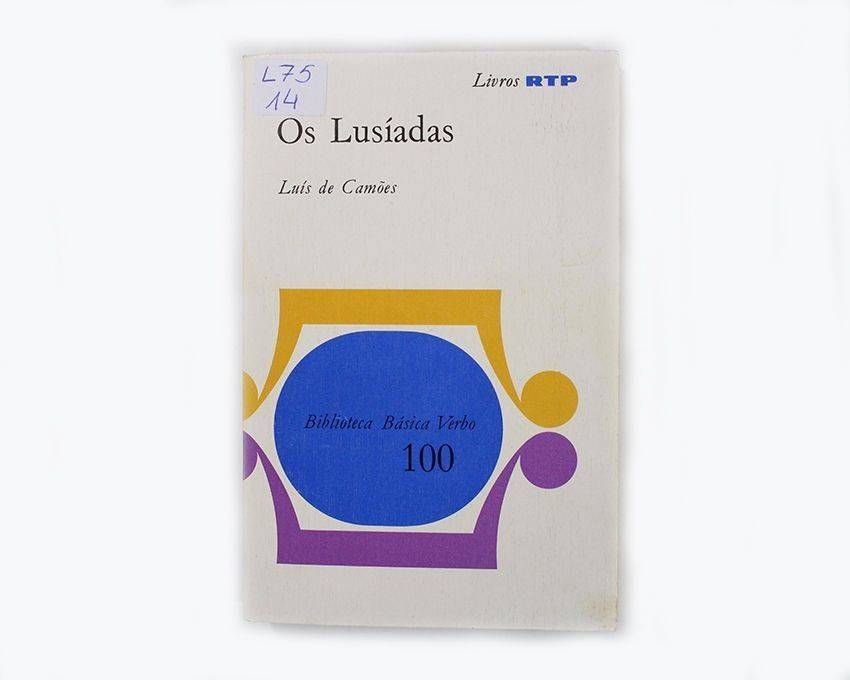 L75
14
Livros RTP
Os Lusíadas
Luís de Camões
Biblioteca Básica Verbo
100